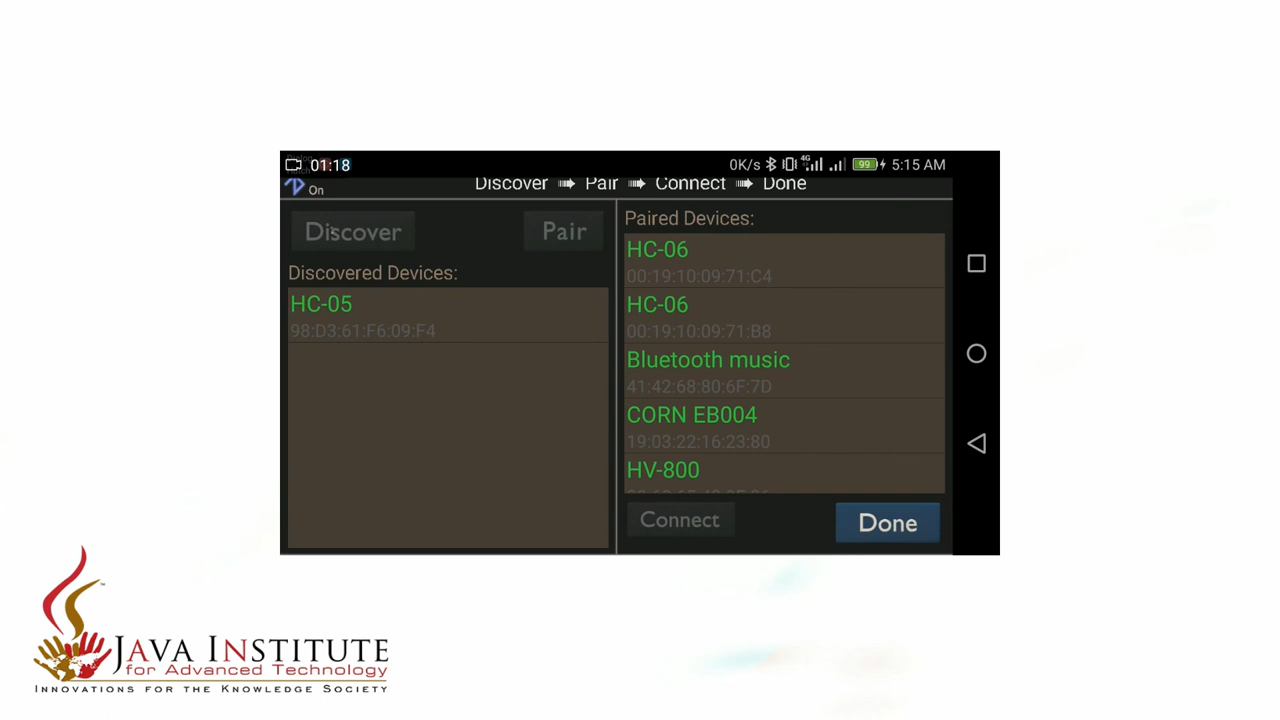 01:18
0K/s 4G 99 5:15 AM
On
Discover Pair Connect Done
Discover
Pair
Discovered Devices:
HC-05
98:D3:61:F6:09:F4
Paired Devices:
HC-06
00:19:10:09:71:C4
HC-06
00:19:10:09:71:B8
Bluetooth music
41:42:68:80:6F:7D
CORN EB004
19:03:22:16:23:80
HV-800
Connect
Done
JAVA INSTITUTE
for Advanced Technology
INNOVATIONS FOR THE KNOWLEDGE SOCIETY
TM